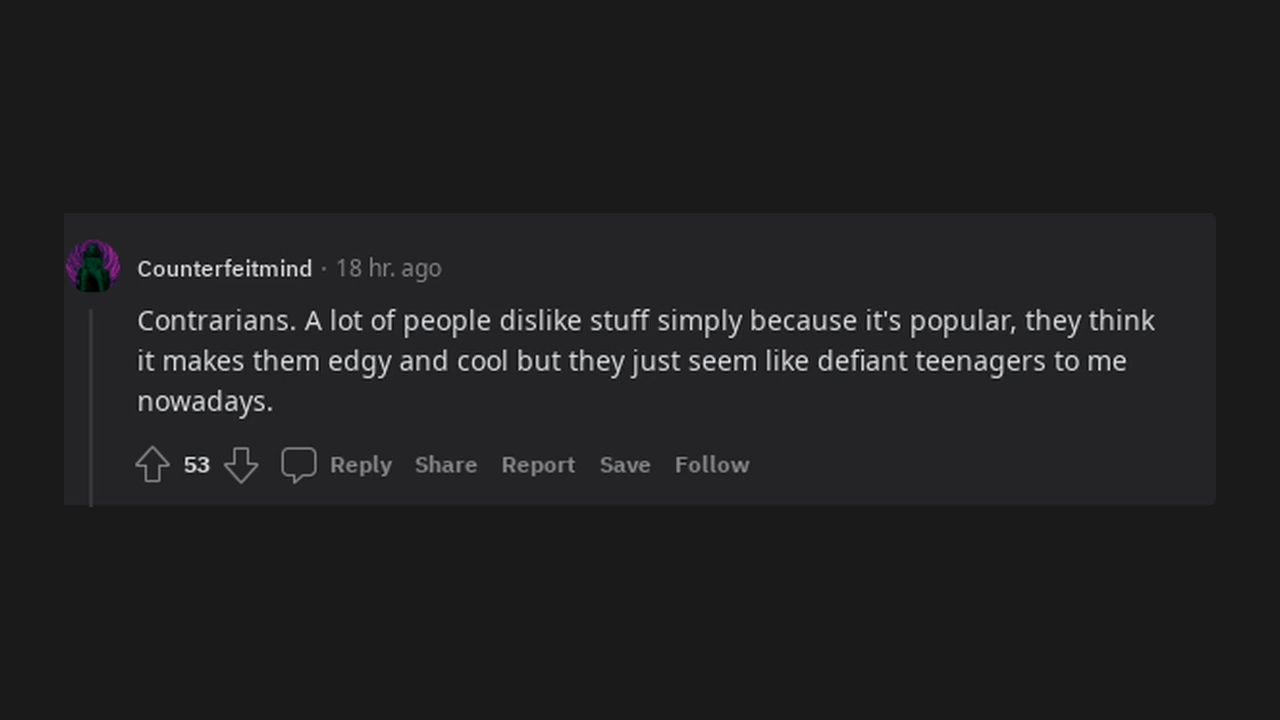 Counterfeitmind · 18 hr. ago
Contrarians. A lot of people dislike stuff simply because it's popular, they think
it makes them edgy and cool but they just seem like defiant teenagers to me
nowadays.
53 Reply Share Report Save Follow